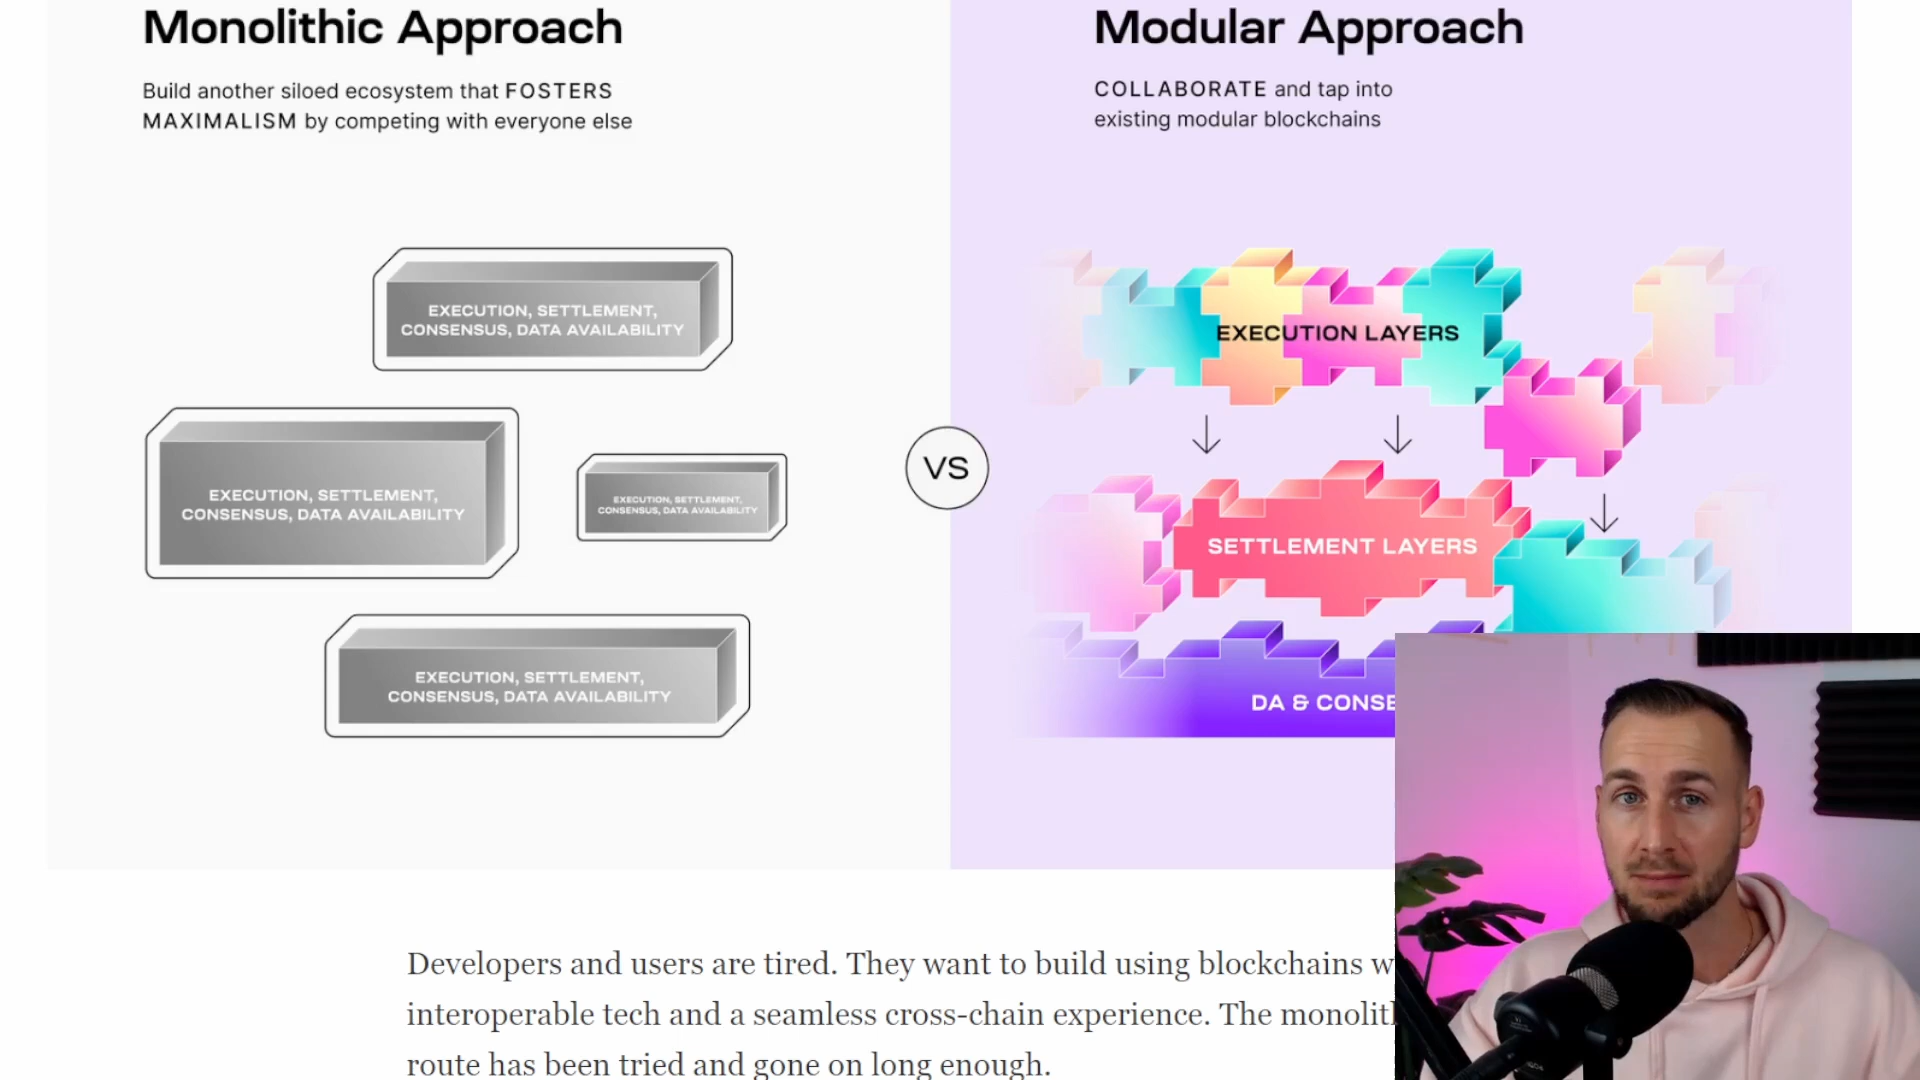 Monolithic Approach
Build another siloed ecosystem that FOSTERS
MAXIMALISM by competing with everyone else
EXECUTION, SETTLEMENT,
CONSENSUS, DATA AVAILABILITY
EXECUTION, SETTLEMENT,
CONSENSUS, DATA AVAILABILITY
EXECUTION, SETTLEMENT,
CONSENSUS, DATA AVAILABILITY
EXECUTION, SETTLEMENT,
CONSENSUS, DATA AVAILABILITY
VS
Modular Approach
COLLABORATE and tap into
existing modular blockchains
EXECUTION LAYERS
SETTLEMENT LAYERS
DA & CONSE
Developers and users are tired. They want to build using blockchains w
interoperable tech and a seamless cross-chain experience. The monolit
route has been tried and gone on long enough.